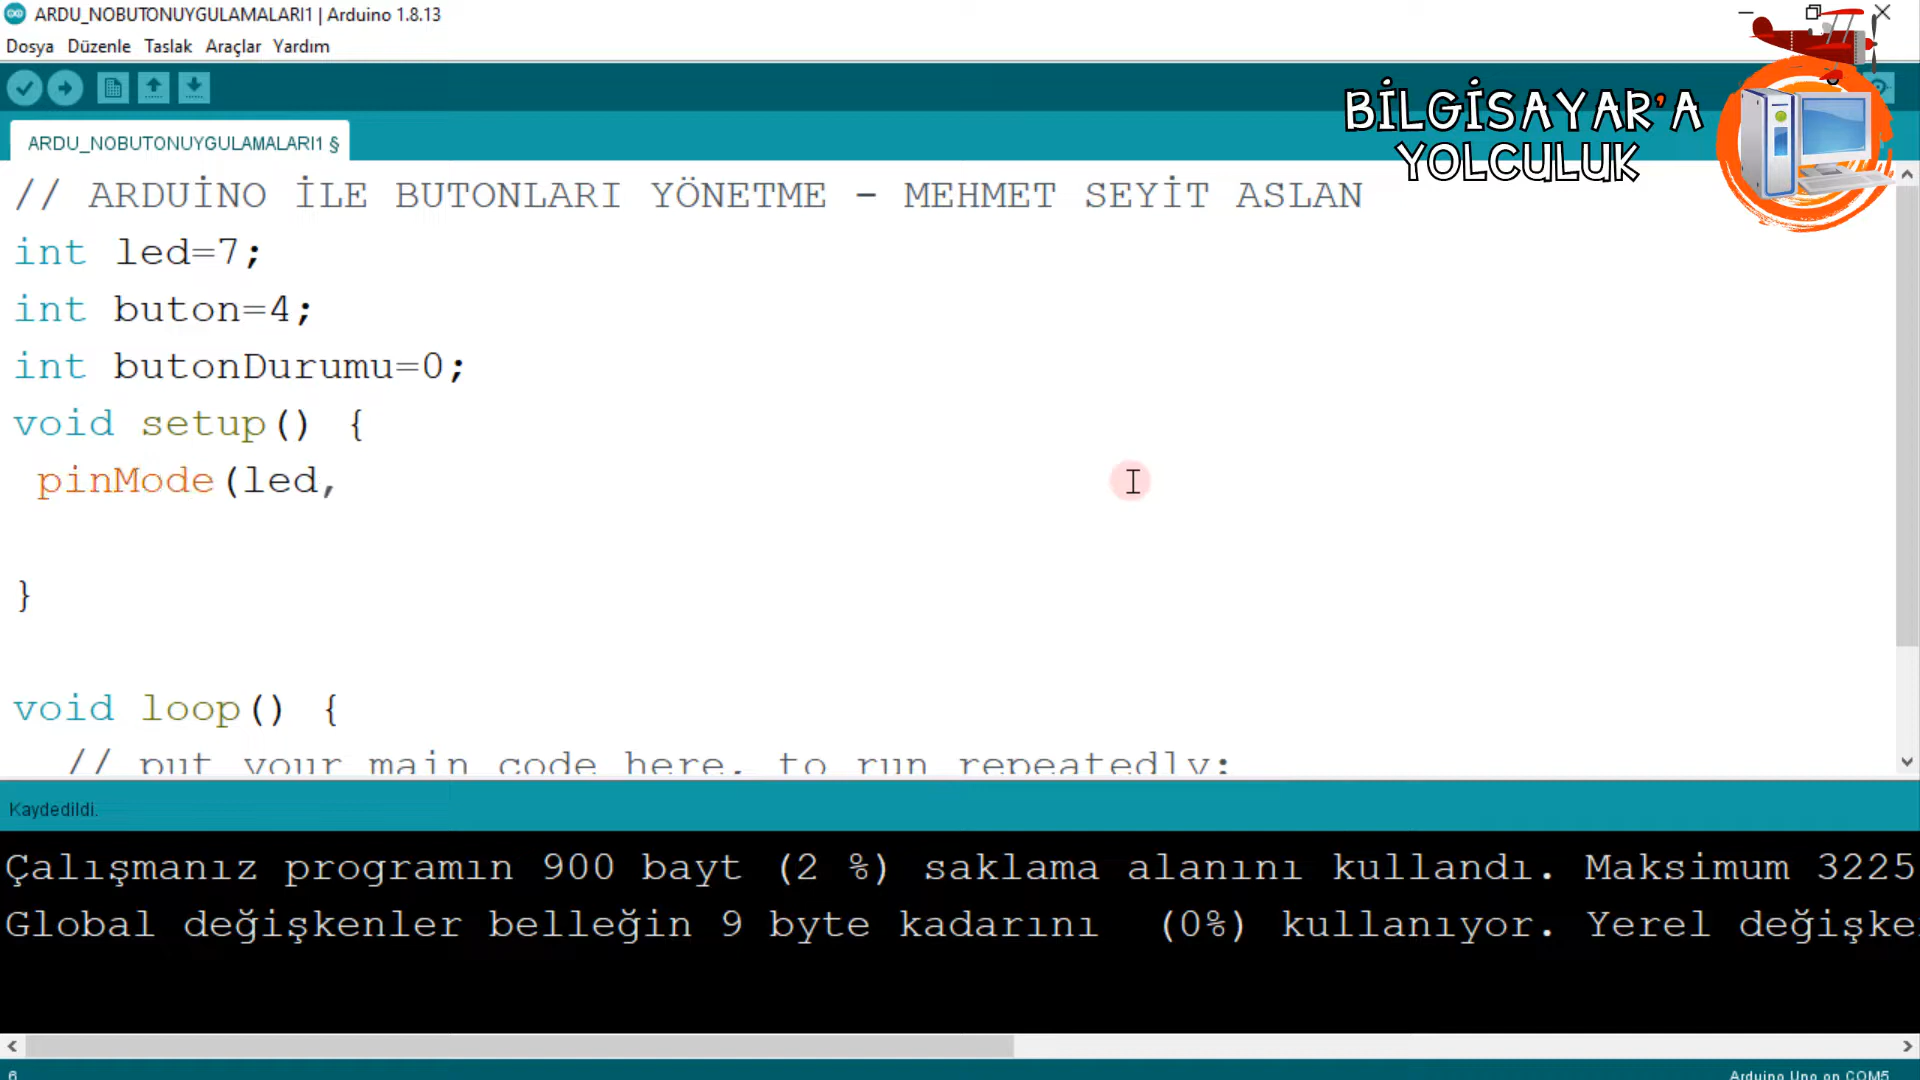 ARDU_NOBUTONUYGULAMALARI1 | Arduino 1.8.13
Dosya Düzenle Taslak Araçlar Yardım
BİLGİSAYAR'A
YOLCULUK
ARDU_NOBUTONUYGULAMALARI1 §
// ARDUİNO İLE BUTONLARI YÖNETME - MEHMET SEYİT ASLAN
int led=7;
int buton=4;
int butonDurumu=0;
void setup() {
pinMode(led,
}
void loop() {
// put your main code here, to run repeatedly:
Kaydedildi.
Çalışmanız programın 900 bayt (2 %) saklama alanını kullandı. Maksimum 3225
Global değişkenler belleğin 9 byte kadarını (0%) kullanıyor. Yerel değişke
6
Arduino Uno on COM5